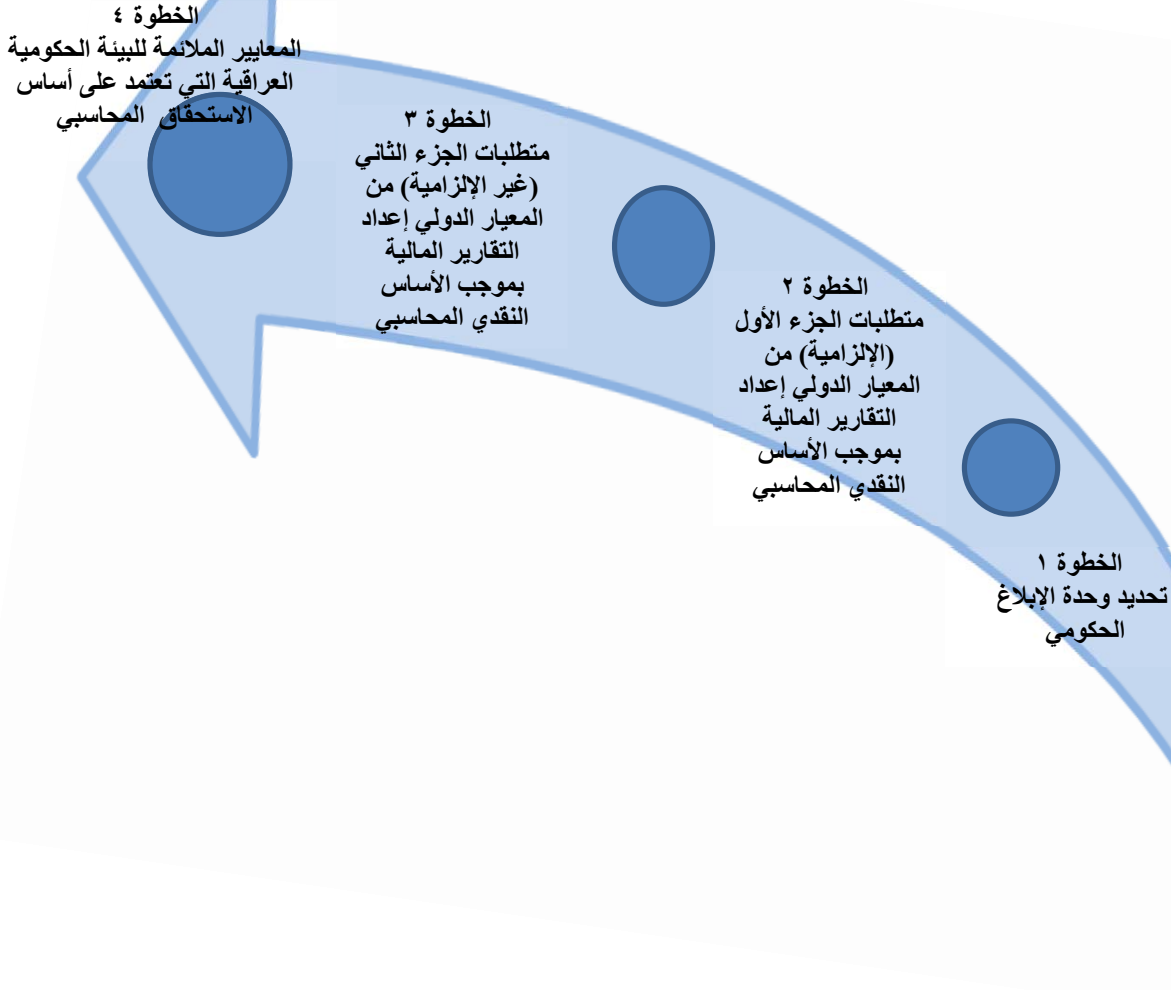 الخطوة ١
تحديد وحدة الإبلاغ
الحكومي
الخطوة ٢
متطلبات الجزء الأول
(الإلزامية) من
المعيار الدولي إعداد
التقارير المالية
بموجب الأساس
النقدي المحاسبي
الخطوة ٣
متطلبات الجزء الثاني
(غير الإلزامية) من
المعيار الدولي إعداد
التقارير المالية
بموجب الأساس
النقدي المحاسبي
الخطوة ٤
المعايير الملائمة للبيئة الحكومية
العراقية التي تعتمد على أساس
الاستحقاق المحاسبي